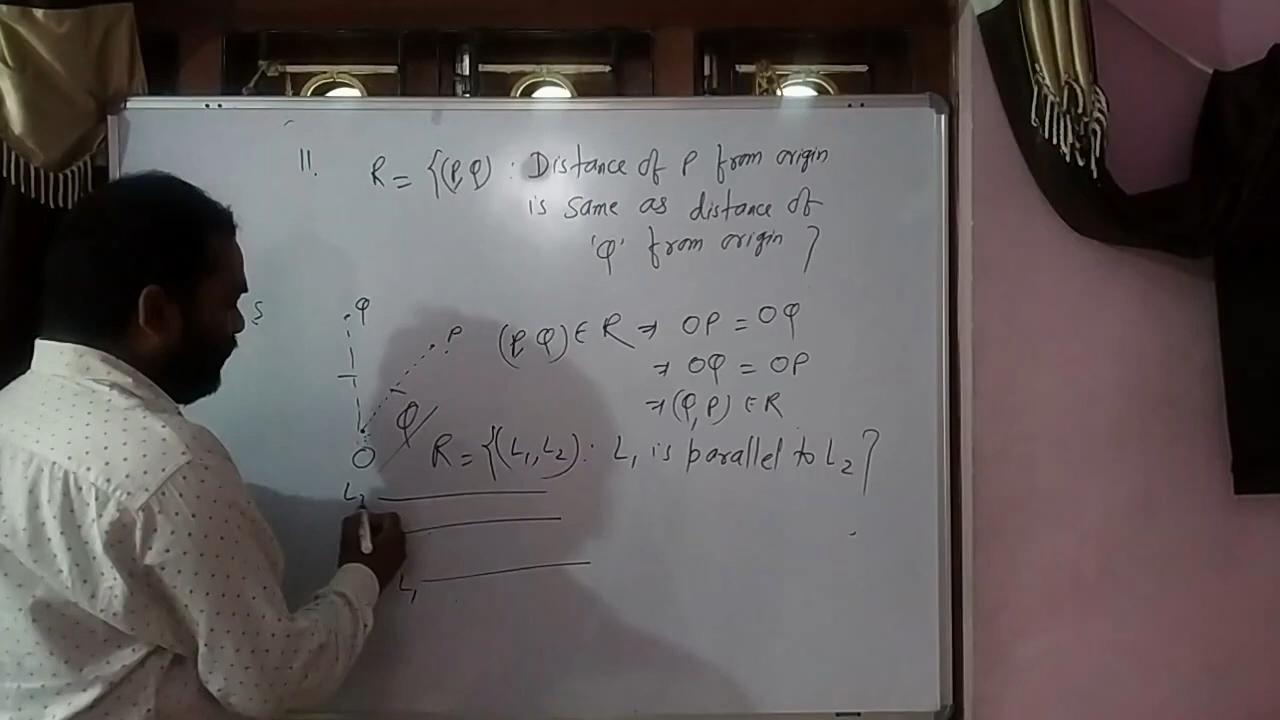 11. R = {(P, Q) : Distance of P from origin
is same as distance of
'Q' from origin }
S
Q
P
(P, Q) ∈ R ⇒ OP = OQ
⇒ OQ = OP
⇒ (Q, P) ∈ R
O
R = {(L₁, L₂) : L₁ is parallel to L₂ }
L₃
L₁